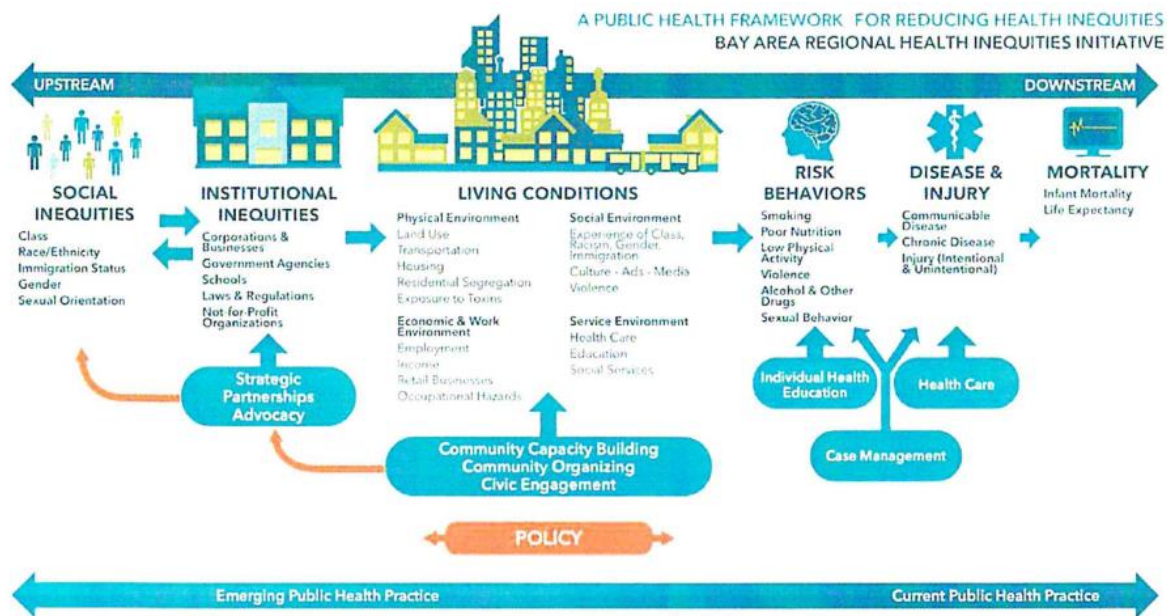 A PUBLIC HEALTH FRAMEWORK FOR REDUCING HEALTH INEQUITIES
BAY AREA REGIONAL HEALTH INEQUITIES INITIATIVE
UPSTREAM
DOWNSTREAM
SOCIAL
INEQUITIES
Class
Race/Ethnicity
Immigration Status
Gender
Sexual Orientation
INSTITUTIONAL
INEQUITIES
Corporations &
Businesses
Government Agencies
Schools
Laws & Regulations
Not-for-Profit
Organizations
LIVING CONDITIONS
Physical Environment
Land Use
Transportation
Housing
Residential Segregation
Exposure to Toxins
Economic & Work
Environment
Employment
Income
Retail Businesses
Occupational Hazards
Social Environment
Experience of Class,
Racism, Gender,
Immigration
Culture - Ads - Media
Violence
Service Environment
Health Care
Education
Social Services
RISK
BEHAVIORS
Smoking
Poor Nutrition
Low Physical
Activity
Violence
Alcohol & Other
Drugs
Sexual Behavior
DISEASE &
INJURY
Communicable
Disease
Chronic Disease
Injury (Intentional
& Unintentional)
MORTALITY
Infant Mortality
Life Expectancy
Strategic
Partnerships
Advocacy
Community Capacity Building
Community Organizing
Civic Engagement
Individual Health
Education
Health Care
Case Management
POLICY
Emerging Public Health Practice
Current Public Health Practice